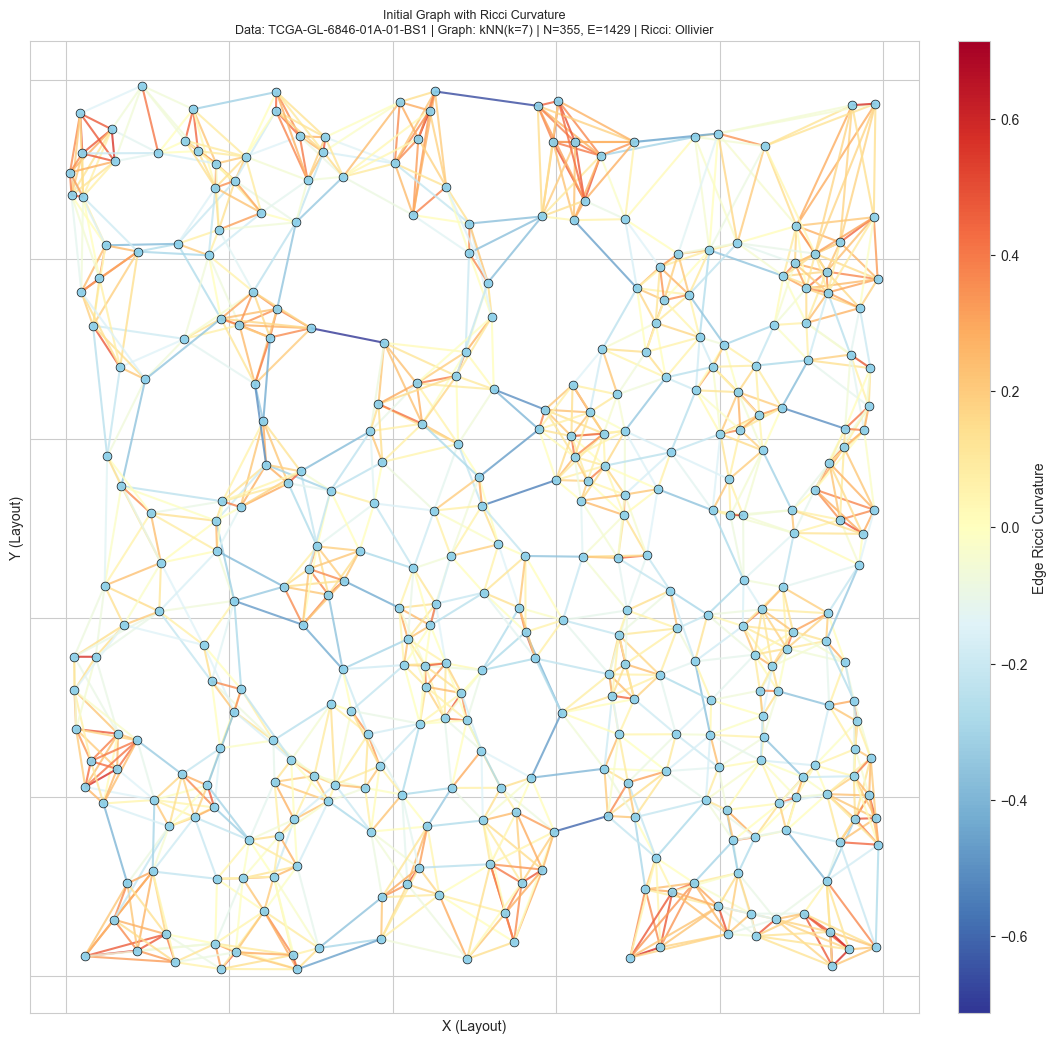 Initial Graph with Ricci Curvature
Data: TCGA-GL-6846-01A-01-BS1 | Graph: kNN(k=7) | N=355, E=1429 | Ricci: Ollivier
Y (Layout)
X (Layout)
0.6
0.4
0.2
0.0
−0.2
−0.4
−0.6
Edge Ricci Curvature